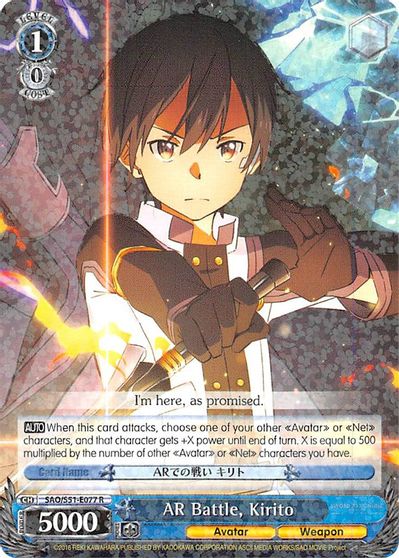 LEVEL
1
0
COST
I'm here, as promised.
AUTO When this card attacks, choose one of your other «Avatar» or «Net»
characters, and that character gets +X power until end of turn. X is equal to 500
multiplied by the number of other «Avatar» or «Net» characters you have.
Card Name
ARでの戦い キリト
CH SAO/S51-E077 R
POWER
5000
AR Battle, Kirito
Avatar
Weapon
©2016 REKI KAWAHARA/PUBLISHED BY KADOKAWA CORPORATION ASCII MEDIA WORKS/SAO MOVIE Project